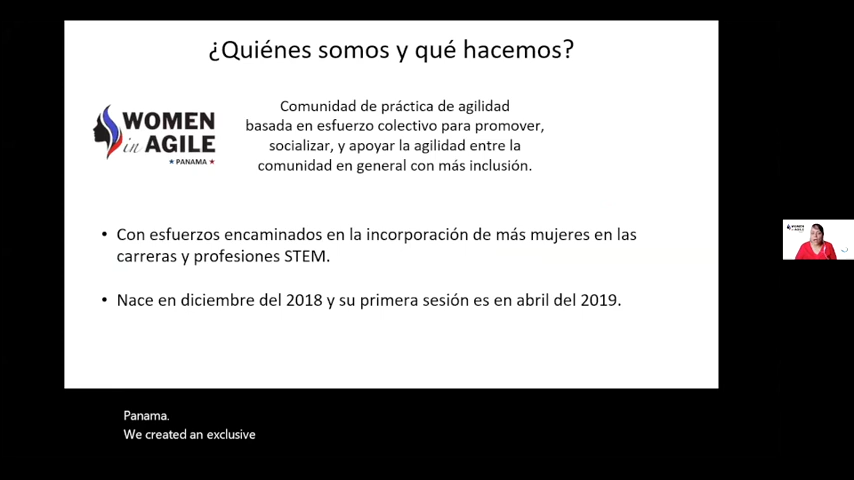 ¿Quiénes somos y qué hacemos?
WOMEN
in AGILE
PANAMA
Comunidad de práctica de agilidad
basada en esfuerzo colectivo para promover,
socializar, y apoyar la agilidad entre la
comunidad en general con más inclusión.
• Con esfuerzos encaminados en la incorporación de más mujeres en las
carreras y profesiones STEM.
• Nace en diciembre del 2018 y su primera sesión es en abril del 2019.
WOMEN
in AGILE
Panama.
We created an exclusive